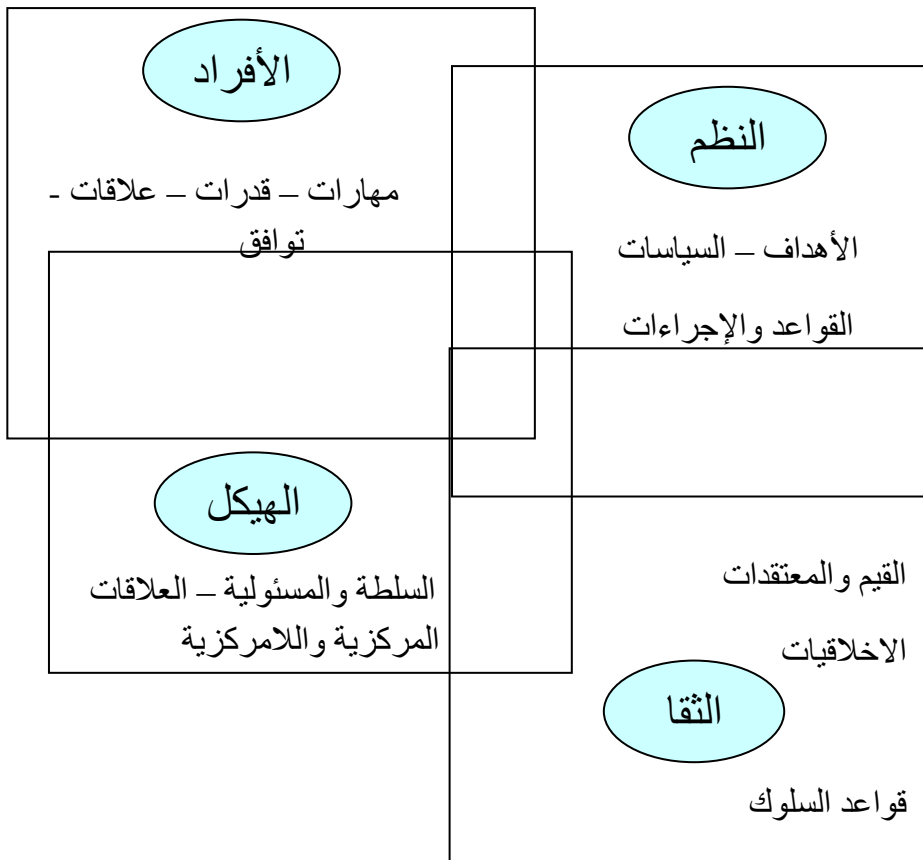 الأفراد
مهارات – قدرات – علاقات -
توافق
النظم
الأهداف – السياسات
القواعد والإجراءات
الهيكل
السلطة والمسئولية – العلاقات
المركزية واللامركزية
القيم والمعتقدات
الاخلاقيات
الثقا
قواعد السلوك